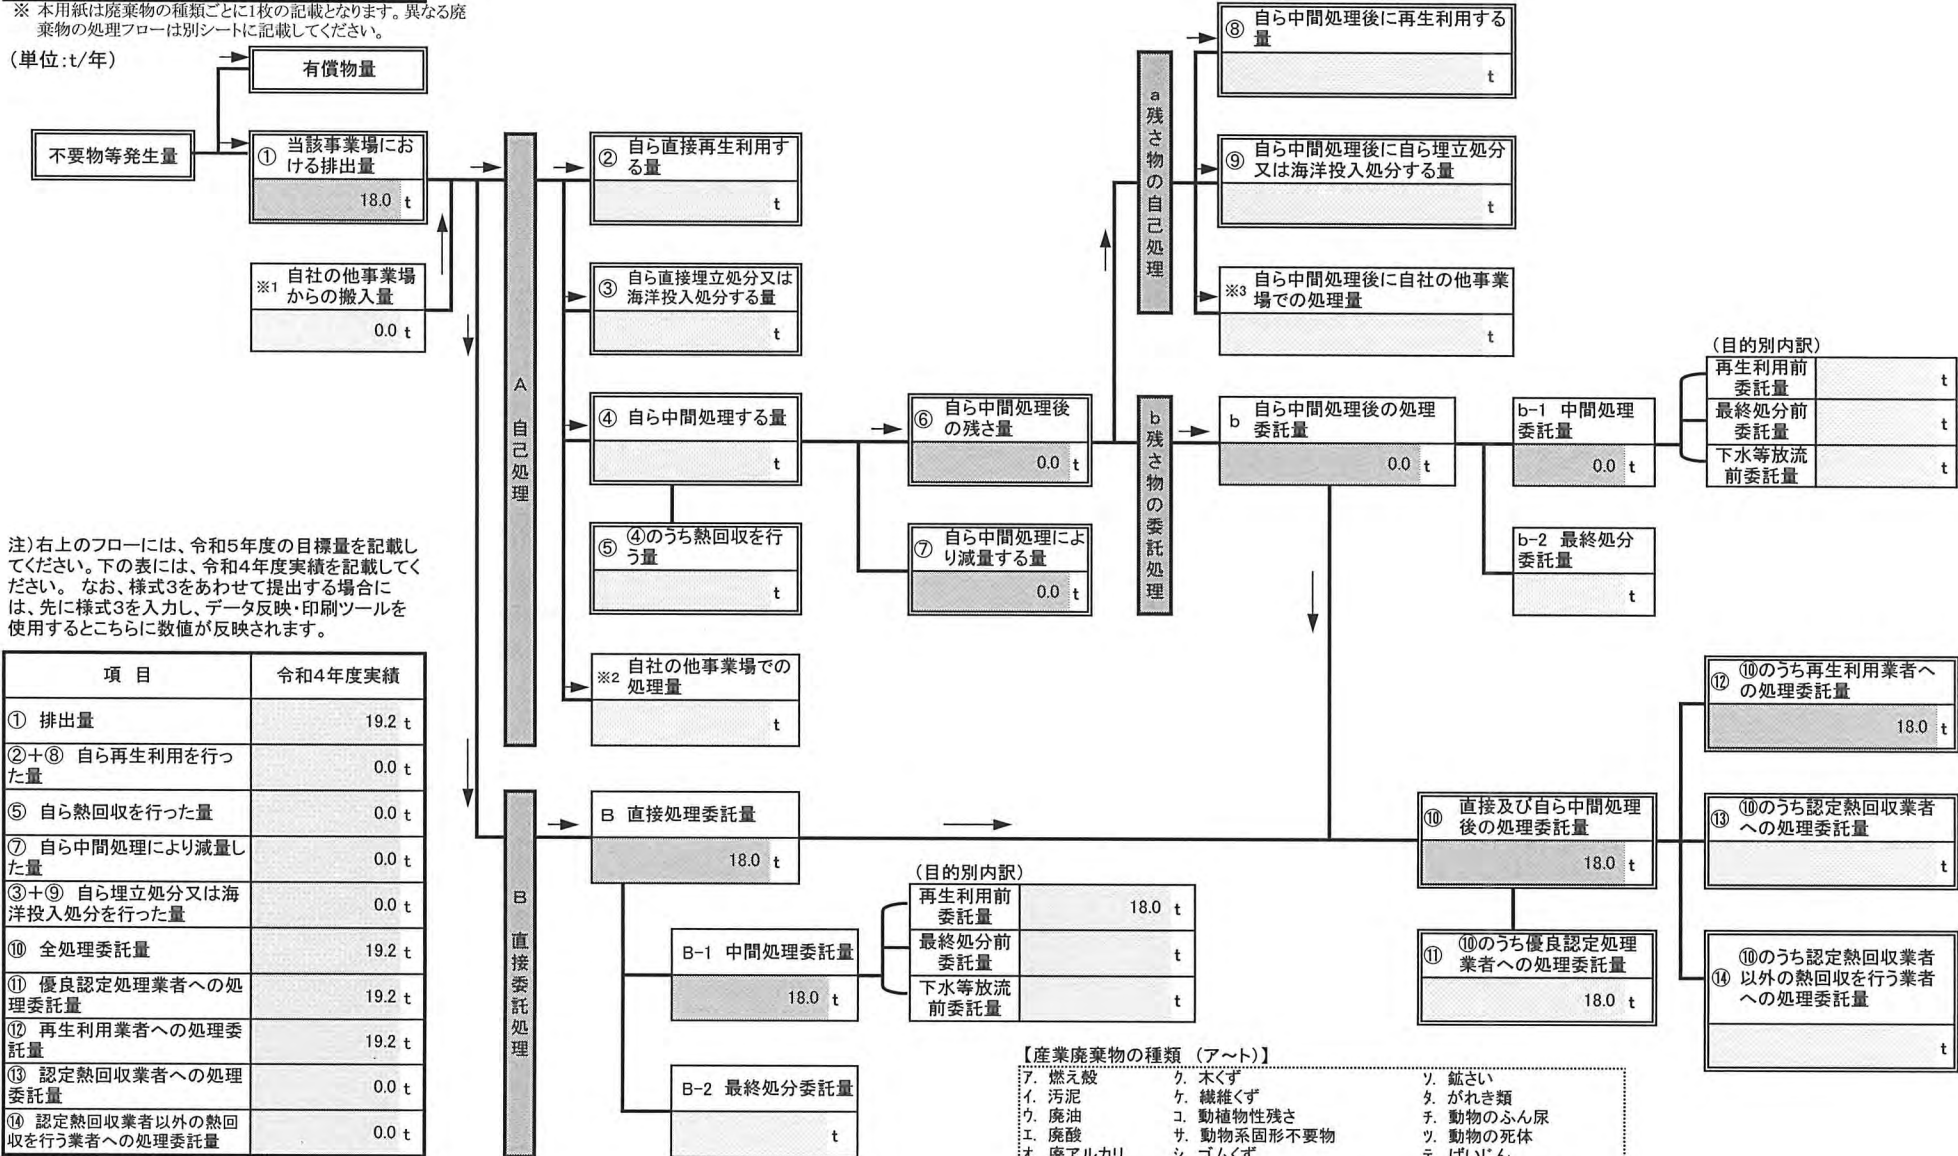 ※ 本用紙は廃棄物の種類ごとに1枚の記載となります。異なる廃
棄物の処理フローは別シートに記載してください。
(単位:t/年)
有償物量
不要物等発生量
① 当該事業場にお
ける排出量
18.0 t
※1 自社の他事業場
からの搬入量
0.0 t
A 自己処理
② 自ら直接再生利用す
る量
t
③ 自ら直接埋立処分又は
海洋投入処分する量
t
④ 自ら中間処理する量
t
⑤ ④のうち熱回収を行
う量
t
※2 自社の他事業場での
処理量
t
⑥ 自ら中間処理後
の残さ量
0.0 t
⑦ 自ら中間処理によ
り減量する量
0.0 t
a 残さ物の自己処理
⑧ 自ら中間処理後に再生利用する
量
t
⑨ 自ら中間処理後に自ら埋立処分
又は海洋投入処分する量
t
※3 自ら中間処理後に自社の他事業
場での処理量
t
b 残さ物の委託処理
b 自ら中間処理後の処理
委託量
0.0 t
b-1 中間処理
委託量
0.0 t
(目的別内訳)
再生利用前
委託量 t
最終処分前
委託量 t
下水等放流
前委託量 t
b-2 最終処分
委託量
t
注)右上のフローには、令和5年度の目標量を記載し
てください。下の表には、令和4年度実績を記載してく
ださい。 なお、様式3をあわせて提出する場合に
は、先に様式3を入力し、データ反映・印刷ツールを
使用するとこちらに数値が反映されます。
項 目 令和4年度実績
① 排出量 19.2 t
②+⑧ 自ら再生利用を行っ
た量 0.0 t
⑤ 自ら熱回収を行った量 0.0 t
⑦ 自ら中間処理により減量し
た量 0.0 t
③+⑨ 自ら埋立処分又は海
洋投入処分を行った量 0.0 t
⑩ 全処理委託量 19.2 t
⑪ 優良認定処理業者への処
理委託量 19.2 t
⑫ 再生利用業者への処理委
託量 19.2 t
⑬ 認定熱回収業者への処理
委託量 0.0 t
⑭ 認定熱回収業者以外の熱回
収を行う業者への処理委託量 0.0 t
B 直接委託処理
B 直接処理委託量
18.0 t
B-1 中間処理委託量
18.0 t
(目的別内訳)
再生利用前
委託量 18.0 t
最終処分前
委託量 t
下水等放流
前委託量 t
B-2 最終処分委託量
t
⑩ 直接及び自ら中間処理
後の処理委託量
18.0 t
⑪ ⑩のうち優良認定処理
業者への処理委託量
18.0 t
⑫ ⑩のうち再生利用業者へ
の処理委託量
18.0 t
⑬ ⑩のうち認定熱回収業者
への処理委託量
t
⑭ ⑩のうち認定熱回収業者
以外の熱回収を行う業者
への処理委託量
t
【産業廃棄物の種類 (ア～ト)】
ア. 燃え殻 ク. 木くず ソ. 鉱さい
イ. 汚泥 ケ. 繊維くず タ. がれき類
ウ. 廃油 コ. 動植物性残さ チ. 動物のふん尿
エ. 廃酸 サ. 動物系固形不要物 ツ. 動物の死体
オ. 廃アルカリ シ. ゴムくず テ. ばいじん